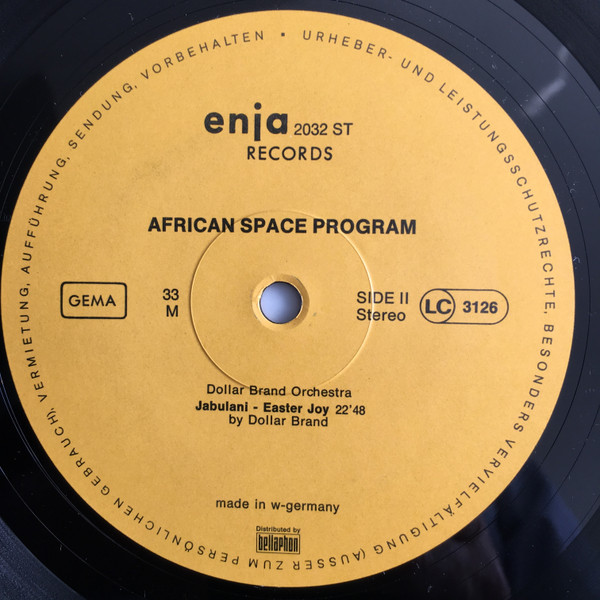 URHEBER- UND LEISTUNGSSCHUTZRECHTE, BESONDERS VERVIELFÄLTIGUNG (AUSSER ZUM PERSÖNLICHEN GEBRAUCH), VERMIETUNG, AUFFÜHRUNG, SENDUNG, VORBEHALTEN •
enja 2032 ST
RECORDS
AFRICAN SPACE PROGRAM
GEMA
33
M
SIDE II
Stereo
LC 3126
Dollar Brand Orchestra
Jabulani - Easter Joy 22'48
by Dollar Brand
made in w-germany
Distributed by
bellaphon